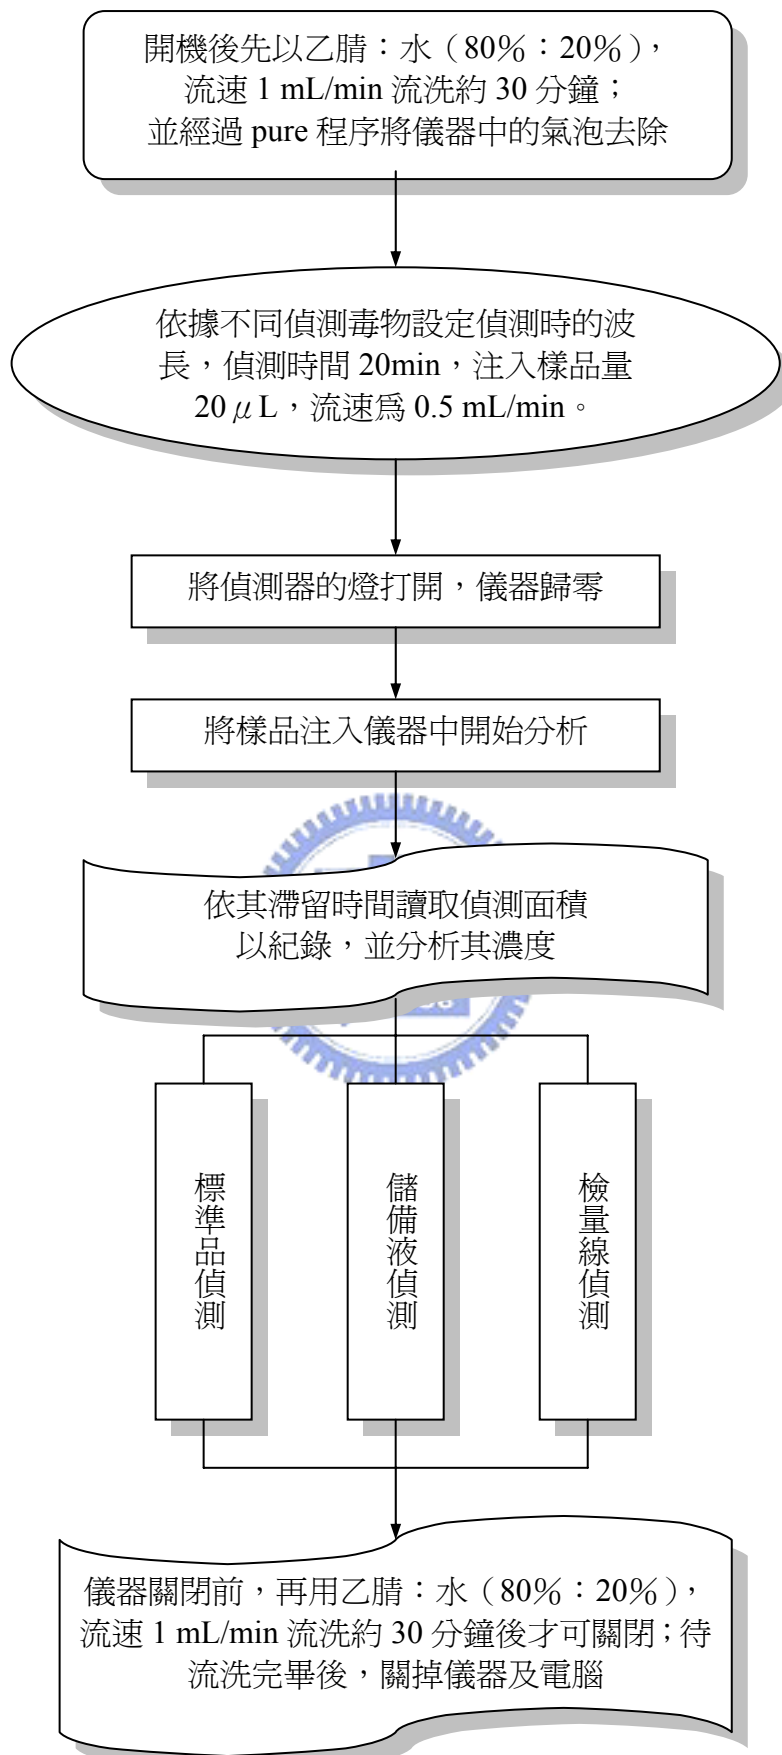 開機後先以乙腈：水（80%：20%），
流速 1 mL/min 流洗約 30 分鐘；
並經過 pure 程序將儀器中的氣泡去除
依據不同偵測毒物設定偵測時的波
長，偵測時間 20min，注入樣品量
20μL，流速為 0.5 mL/min。
將偵測器的燈打開，儀器歸零
將樣品注入儀器中開始分析
依其滯留時間讀取偵測面積
以紀錄，並分析其濃度
標準品偵測
儲備液偵測
檢量線偵測
儀器關閉前，再用乙腈：水（80%：20%），
流速 1 mL/min 流洗約 30 分鐘後才可關閉；待
流洗完畢後，關掉儀器及電腦